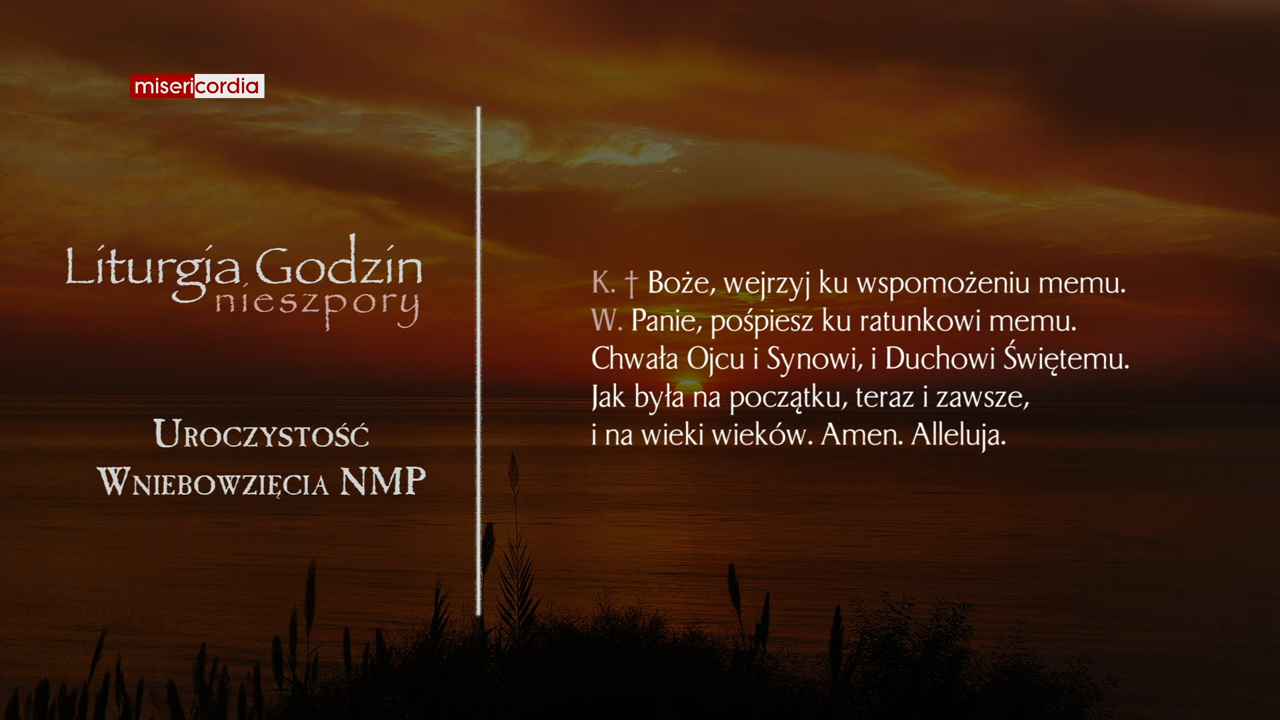 misericordia
Liturgia Godzin
nieszpory
Uroczystość
Wniebowzięcia NMP
K. † Boże, wejrzyj ku wspomożeniu memu.
W. Panie, pośpiesz ku ratunkowi memu.
Chwała Ojcu i Synowi, i Duchowi Świętemu.
Jak była na początku, teraz i zawsze,
i na wieki wieków. Amen. Alleluja.